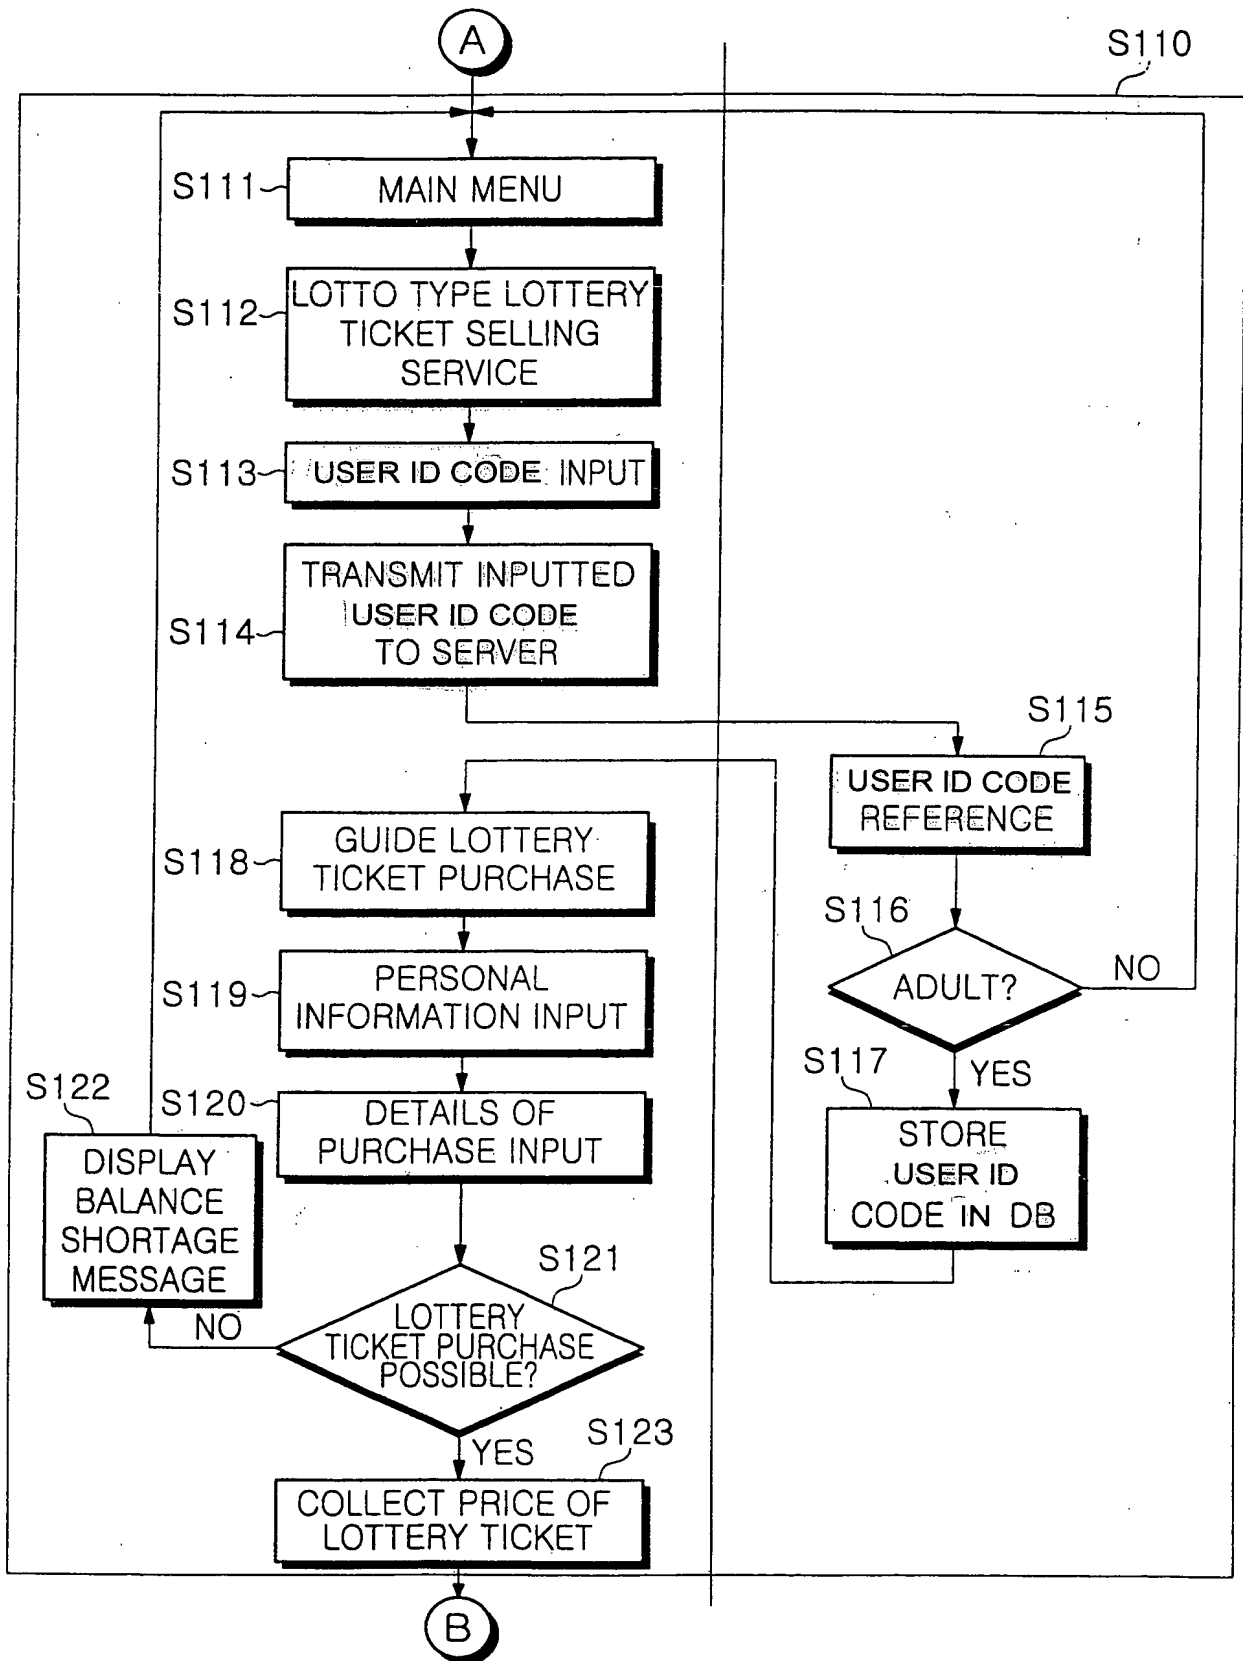 A
S110
S111
MAIN MENU
S112
LOTTO TYPE LOTTERY
TICKET SELLING
SERVICE
S113
USER ID CODE INPUT
S114
TRANSMIT INPUTTED
USER ID CODE
TO SERVER
S115
USER ID CODE
REFERENCE
S116
ADULT?
NO
YES
S117
STORE
USER ID
CODE IN DB
S118
GUIDE LOTTERY
TICKET PURCHASE
S119
PERSONAL
INFORMATION INPUT
S120
DETAILS OF
PURCHASE INPUT
S121
LOTTERY
TICKET PURCHASE
POSSIBLE?
NO
S122
DISPLAY
BALANCE
SHORTAGE
MESSAGE
YES
S123
COLLECT PRICE OF
LOTTERY TICKET
B